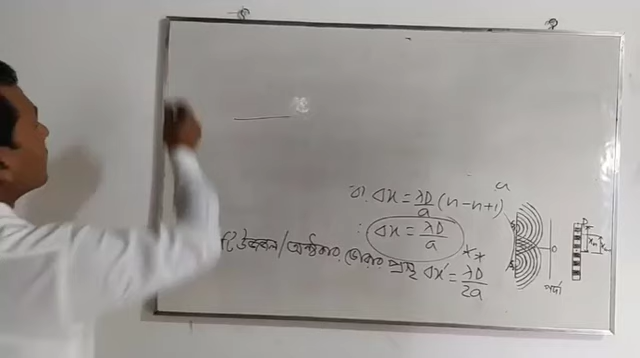 বা, Δx = λD/a (n-n+1)
∴ Δx = λD/a
টি উজ্জ্বল/অন্ধকার ডোরার প্রস্থ Δx' = λD/2a
a
পর্দা